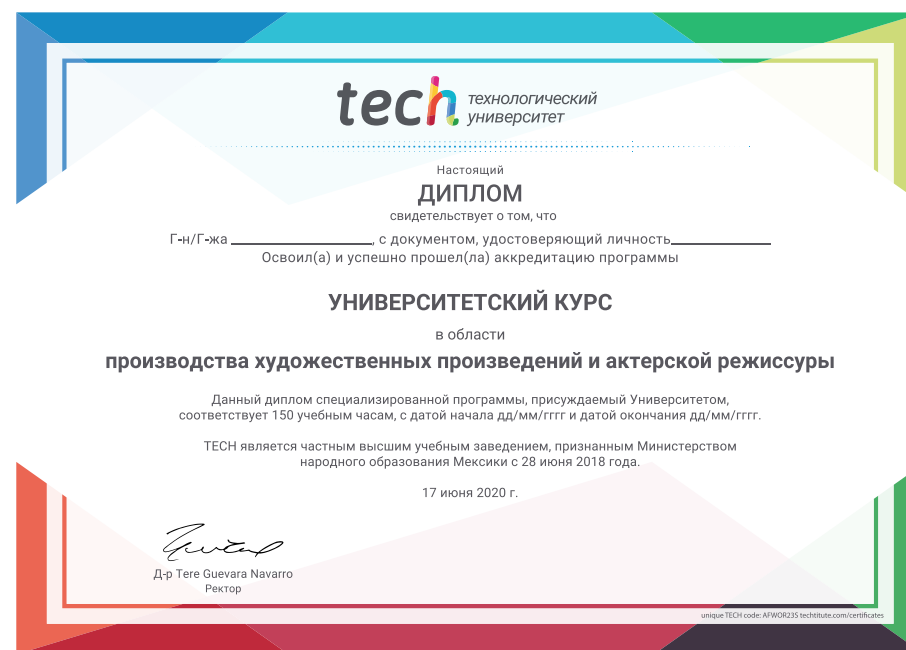 tech технологический
университет
Настоящий
ДИПЛОМ
свидетельствует о том, что
Г-н/Г-жа ____________________, с документом, удостоверяющий личность______________
Освоил(а) и успешно прошел(ла) аккредитацию программы
УНИВЕРСИТЕТСКИЙ КУРС
в области
производства художественных произведений и актерской режиссуры
Данный диплом специализированной программы, присуждаемый Университетом,
соответствует 150 учебным часам, с датой начала дд/мм/гггг и датой окончания дд/мм/гггг.
TECH является частным высшим учебным заведением, признанным Министерством
народного образования Мексики с 28 июня 2018 года.
17 июня 2020 г.
Д-р Tere Guevara Navarro
Ректор
unique TECH code: AFWOR23S techtitute.com/certificates